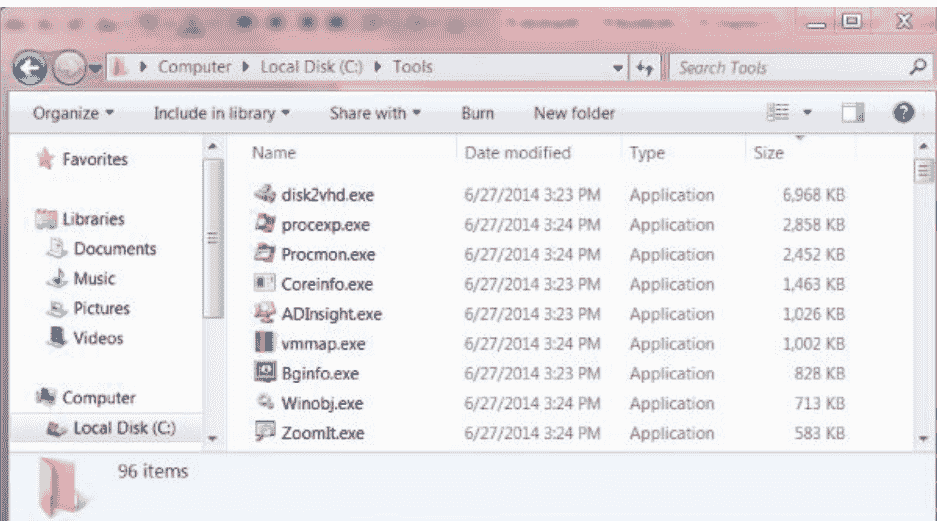 Computer Local Disk (C:) Tools Search Tools
Organize Include in library Share with Burn New folder
Favorites
Libraries
Documents
Music
Pictures
Videos
Computer
Local Disk (C:)
Name Date modified Type Size
disk2vhd.exe 6/27/2014 3:23 PM Application 6,968 KB
procexp.exe 6/27/2014 3:24 PM Application 2,858 KB
Procmon.exe 6/27/2014 3:24 PM Application 2,452 KB
Coreinfo.exe 6/27/2014 3:23 PM Application 1,463 KB
ADInsight.exe 6/27/2014 3:23 PM Application 1,026 KB
vmmap.exe 6/27/2014 3:24 PM Application 1,002 KB
Bginfo.exe 6/27/2014 3:23 PM Application 828 KB
Winobj.exe 6/27/2014 3:24 PM Application 713 KB
ZoomIt.exe 6/27/2014 3:24 PM Application 583 KB
96 items